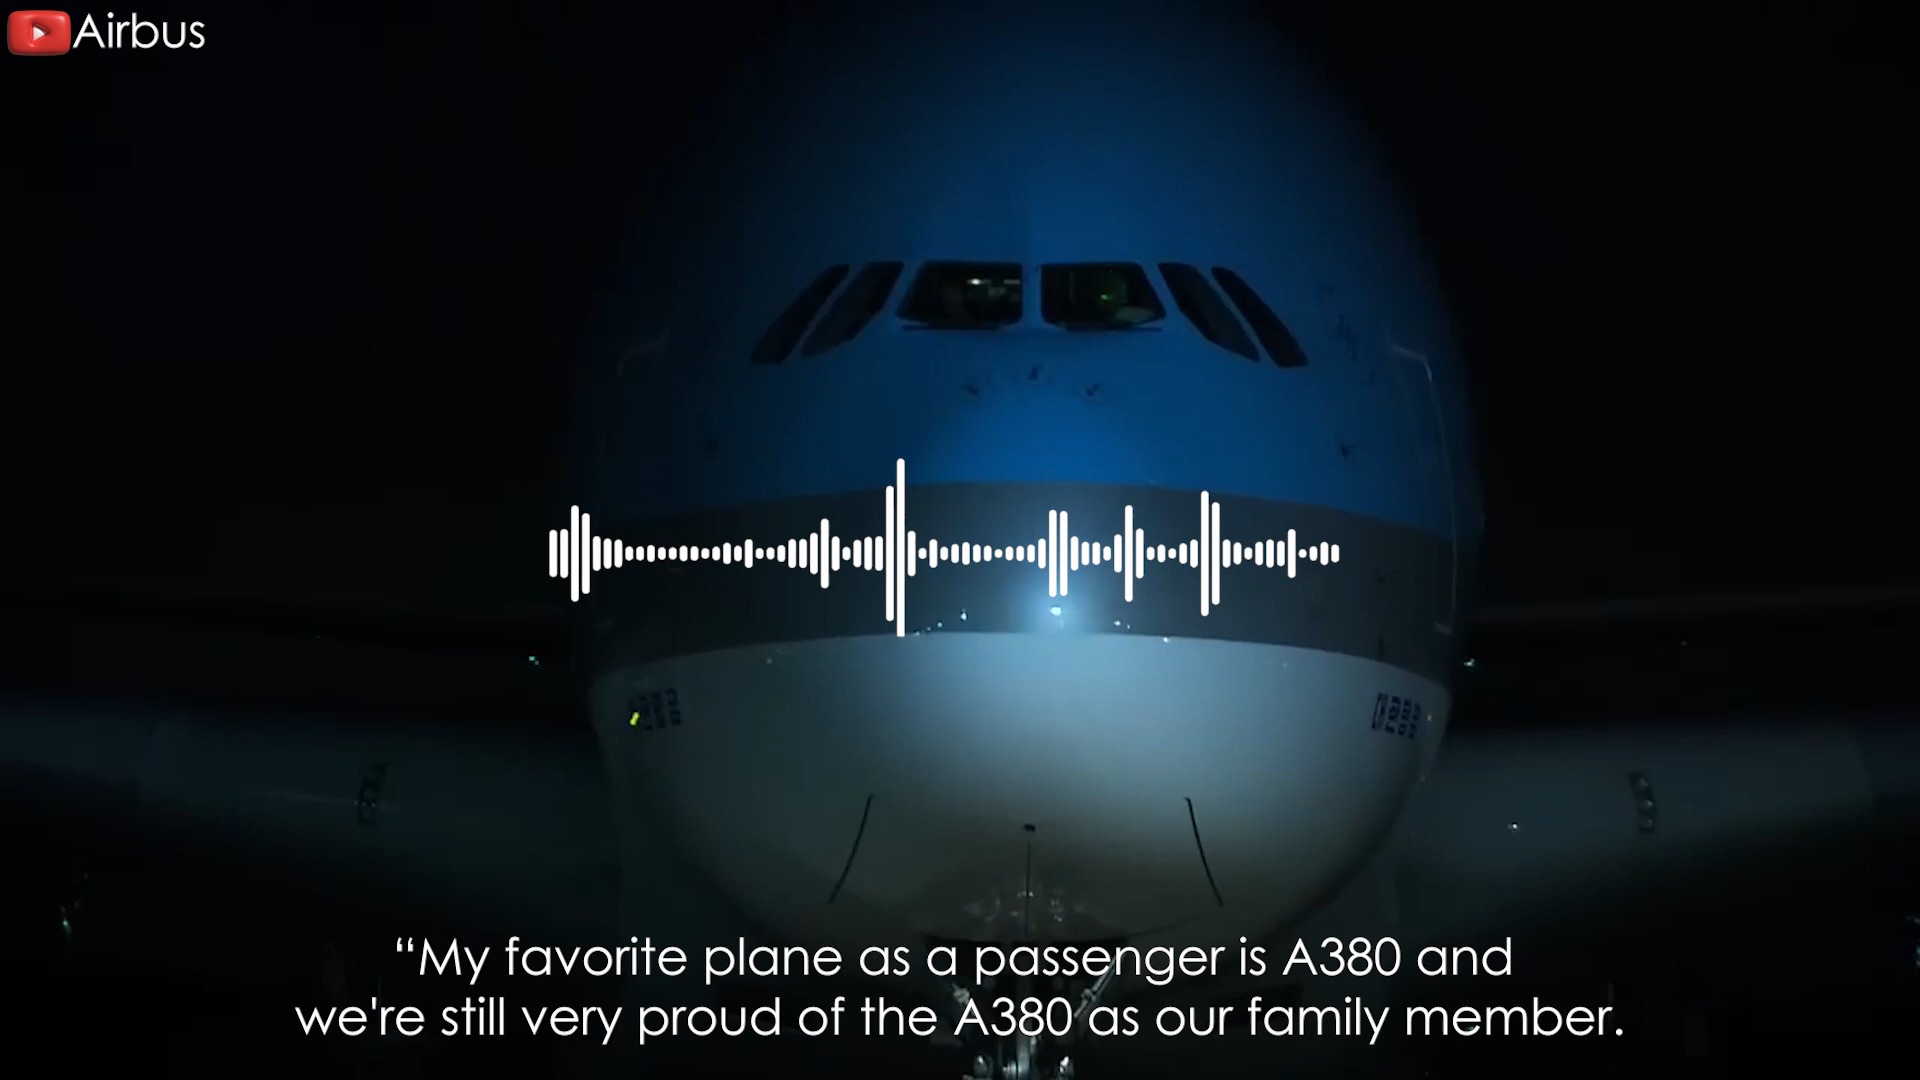 Airbus
“My favorite plane as a passenger is A380 and
we're still very proud of the A380 as our family member.